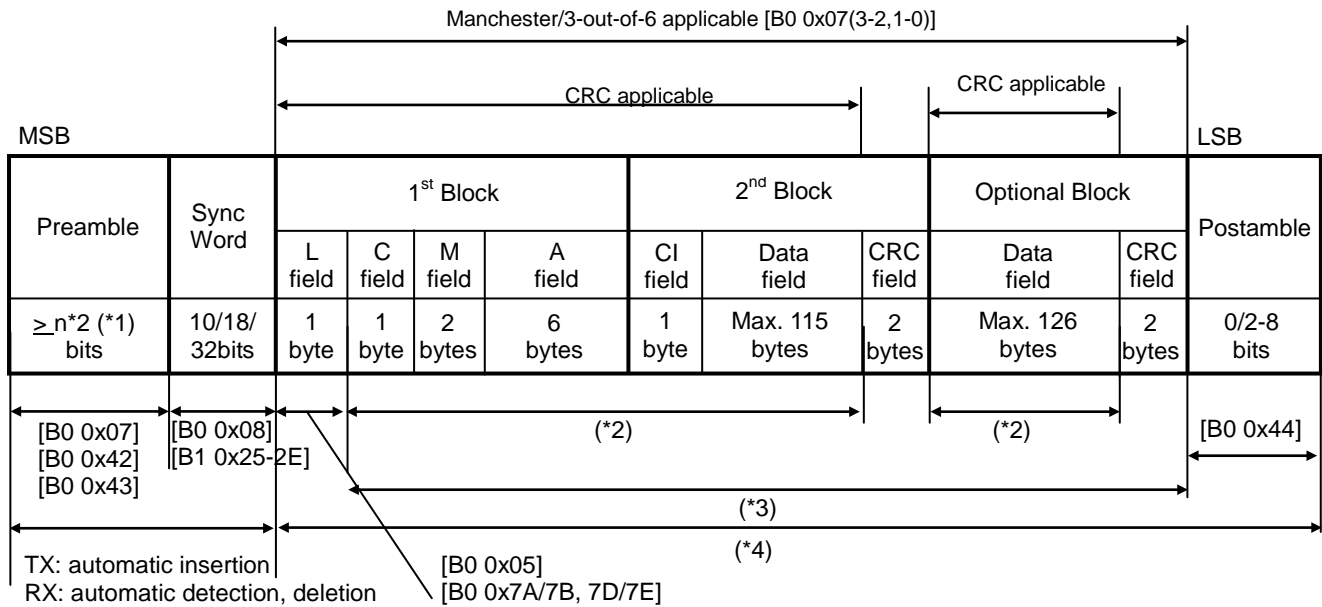 Manchester/3-out-of-6 applicable [B0 0x07(3-2,1-0)]
CRC applicable
CRC applicable
MSB
LSB
Preamble
Sync
Word
1st Block
2nd Block
Optional Block
Postamble
L
field
C
field
M
field
A
field
CI
field
Data
field
CRC
field
Data
field
CRC
field
> n*2 (*1)
bits
10/18/
32bits
1
byte
1
byte
2
bytes
6
bytes
1
byte
Max. 115
bytes
2
bytes
Max. 126
bytes
2
bytes
0/2-8
bits
[B0 0x07]
[B0 0x42]
[B0 0x43]
[B0 0x08]
[B1 0x25-2E]
(*2)
(*2)
[B0 0x44]
(*3)
(*4)
TX: automatic insertion
RX: automatic detection, deletion
[B0 0x05]
[B0 0x7A/7B, 7D/7E]